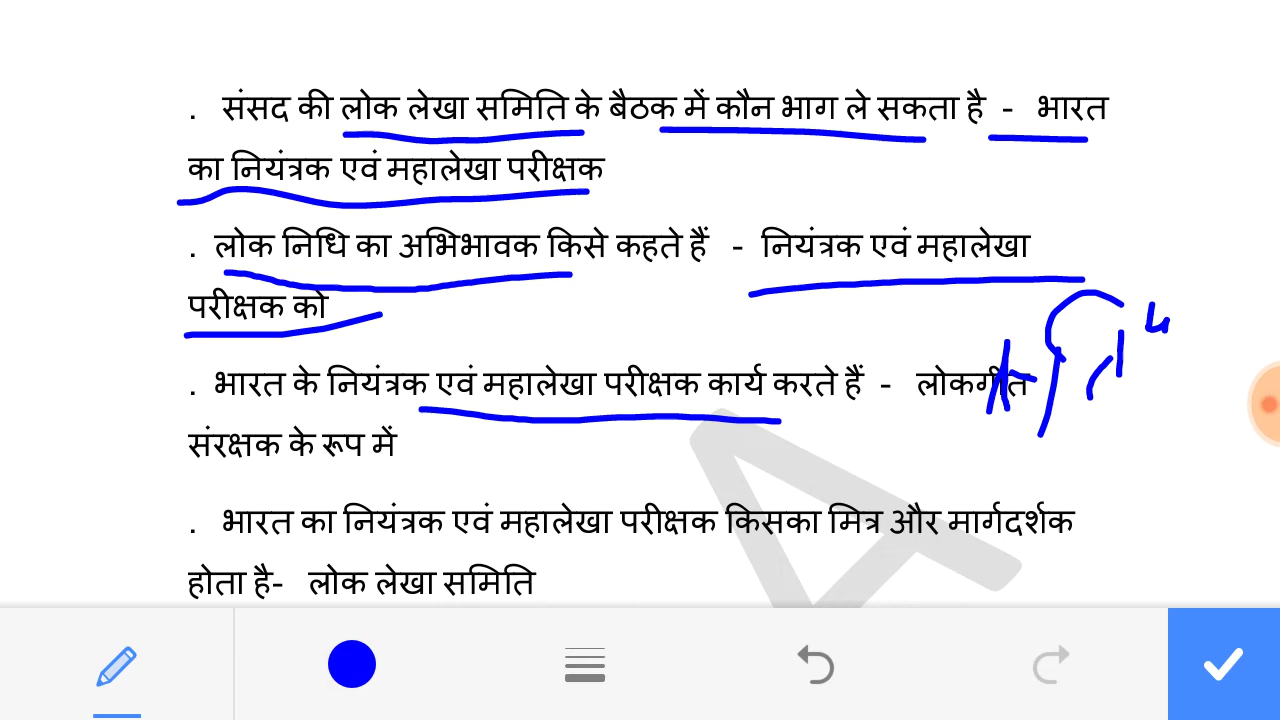 . संसद की लोक लेखा समिति के बैठक में कौन भाग ले सकता है - भारत
का नियंत्रक एवं महालेखा परीक्षक
. लोक निधि का अभिभावक किसे कहते हैं - नियंत्रक एवं महालेखा
परीक्षक को
. भारत के नियंत्रक एवं महालेखा परीक्षक कार्य करते हैं - लोकगीत
संरक्षक के रूप में
. भारत का नियंत्रक एवं महालेखा परीक्षक किसका मित्र और मार्गदर्शक
होता है- लोक लेखा समिति